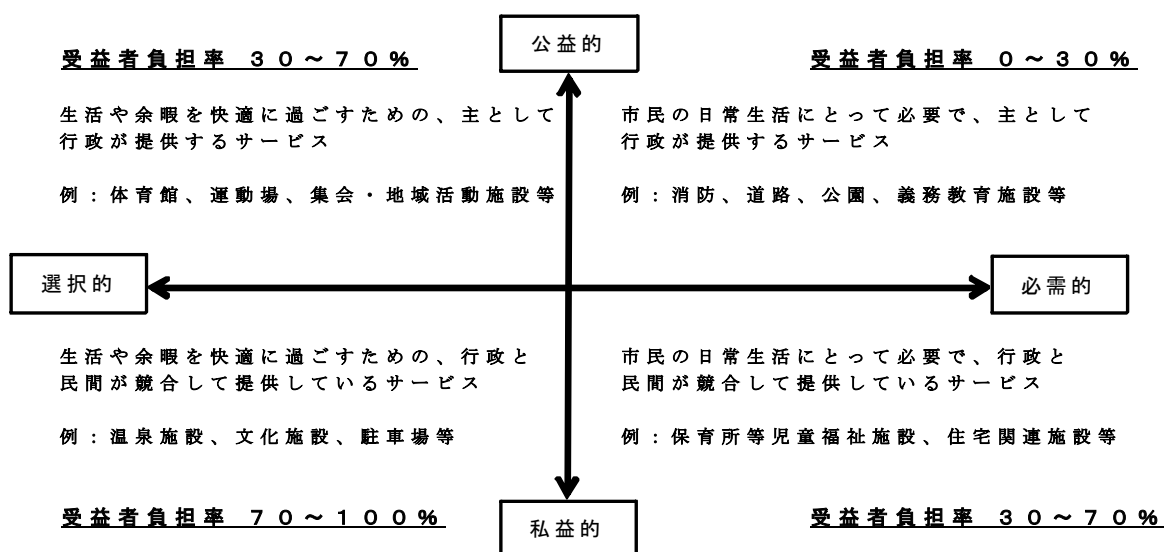 公益的
受益者負担率 30~70%
生活や余暇を快適に過ごすための、主として
行政が提供するサービス
例:体育館、運動場、集会・地域活動施設等
受益者負担率 0~30%
市民の日常生活にとって必要で、主として
行政が提供するサービス
例:消防、道路、公園、義務教育施設等
選択的
必需的
生活や余暇を快適に過ごすための、行政と
民間が競合して提供しているサービス
例:温泉施設、文化施設、駐車場等
受益者負担率 70~100%
市民の日常生活にとって必要で、行政と
民間が競合して提供しているサービス
例:保育所等児童福祉施設、住宅関連施設等
受益者負担率 30~70%
私益的